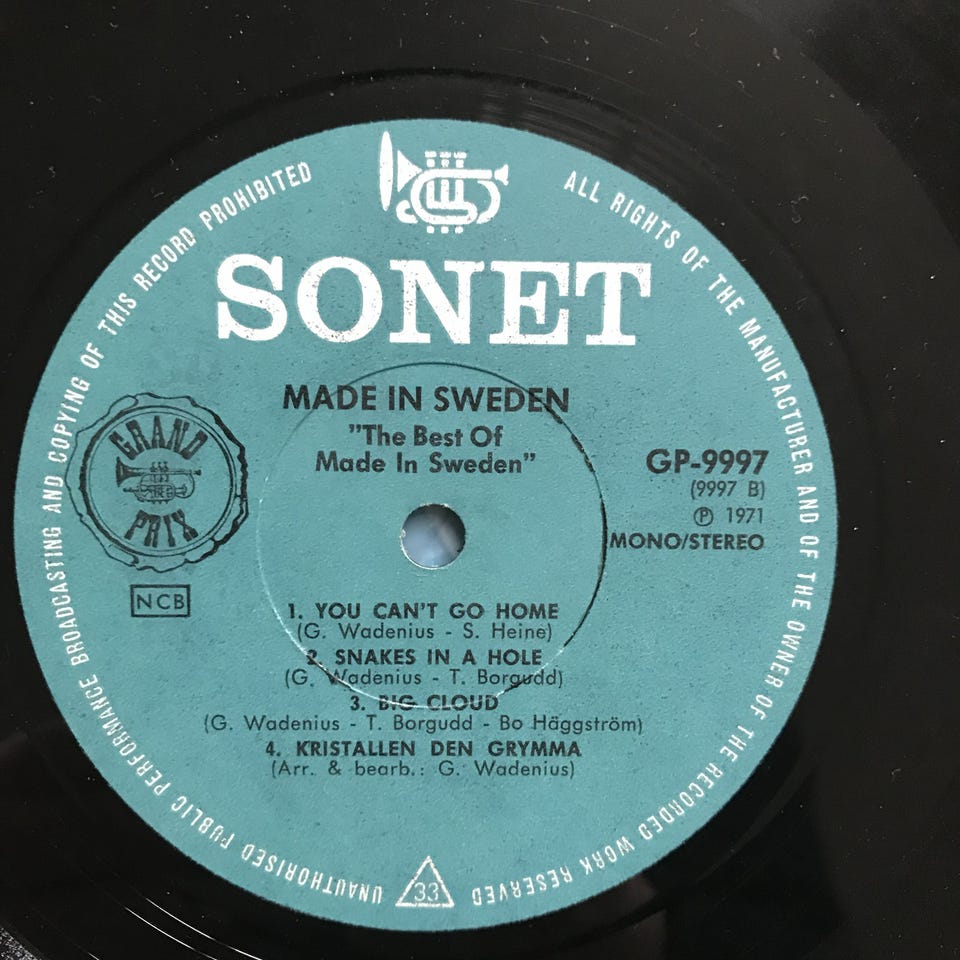 SONET
MADE IN SWEDEN
"The Best Of
Made In Sweden"
GP-9997
(9997 B)
Ⓟ 1971
MONO/STEREO
GRAND
PRIX
NCB
1. YOU CAN'T GO HOME
(G. Wadenius - S. Heine)
2. SNAKES IN A HOLE
(G. Wadenius - T. Borgudd)
3. BIG CLOUD
(G. Wadenius - T. Borgudd - Bo Häggström)
4. KRISTALLEN DEN GRYMMA
(Arr. & bearb.: G. Wadenius)
33
ALL RIGHTS OF THE MANUFACTURER AND OF THE OWNER OF THE RECORDED WORK RESERVED
UNAUTHORISED PUBLIC PERFORMANCE BROADCASTING AND COPYING OF THIS RECORD PROHIBITED